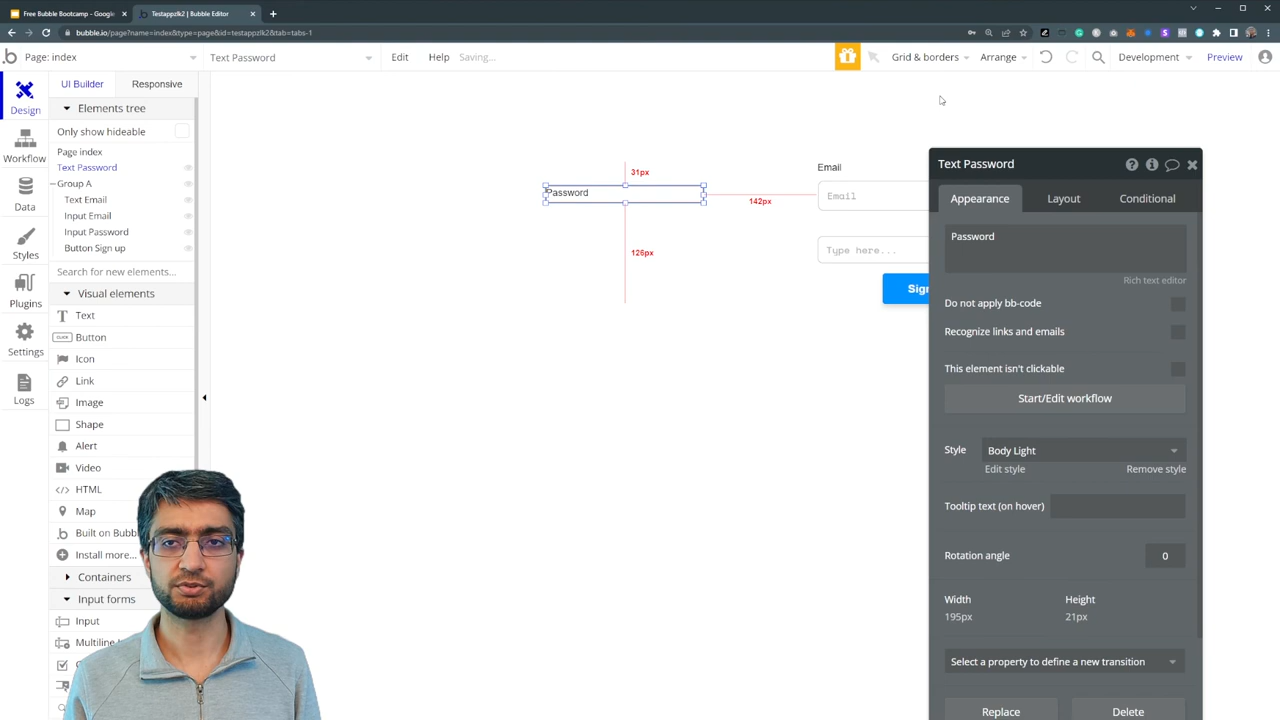 Free Bubble Bootcamp - Google
Testappzlk2 | Bubble Editor
bubble.io/page?name=index&type=page&id=testappzlk2&tab=tabs-1
Page: index
Text Password
Edit
Help
Saving...
Grid & borders
Arrange
Development
Preview
Design
Workflow
Data
Styles
Plugins
Settings
Logs
UI Builder
Responsive
Elements tree
Only show hideable
Page index
Text Password
Group A
Text Email
Input Email
Input Password
Button Sign up
Search for new elements...
Visual elements
Text
Button
CLICK
Icon
Link
Image
Shape
Alert
Video
HTML
Map
Built on Bubb
Install more...
Containers
Input forms
Input
Multiline
31px
Password
142px
126px
Email
Email
Type here...
Sign
Text Password
Appearance
Layout
Conditional
Password
Rich text editor
Do not apply bb-code
Recognize links and emails
This element isn't clickable
Start/Edit workflow
Style
Body Light
Edit style
Remove style
Tooltip text (on hover)
Rotation angle
0
Width
Height
195px
21px
Select a property to define a new transition
Replace
Delete